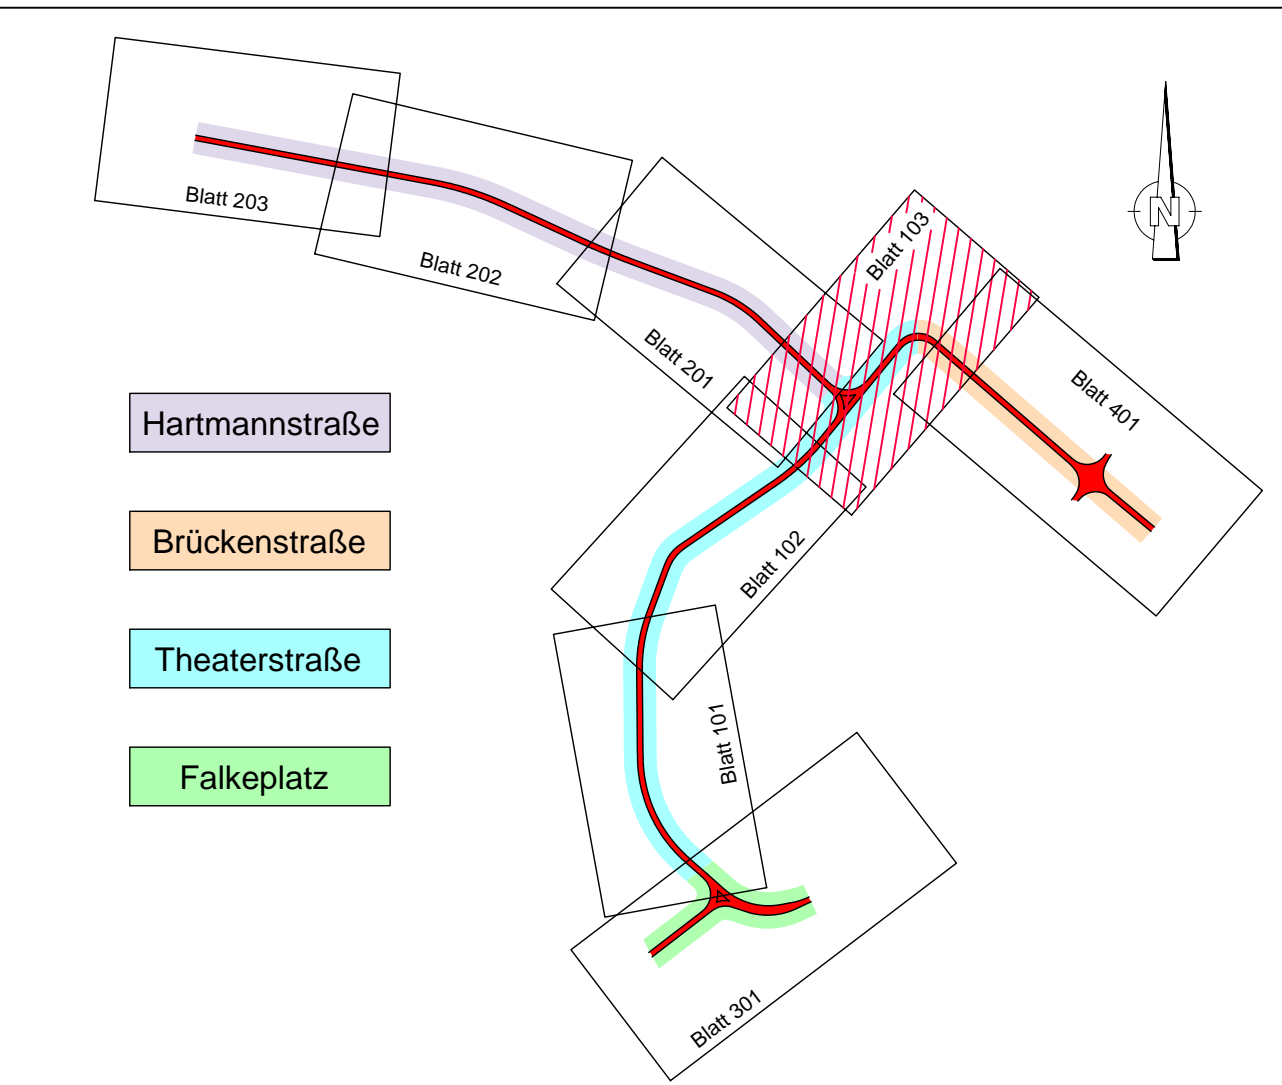 Blatt 203
Blatt 202
Blatt 201
Blatt 103
N
Blatt 401
Hartmannstraße
Brückenstraße
Blatt 102
Theaterstraße
Blatt 101
Falkeplatz
Blatt 301